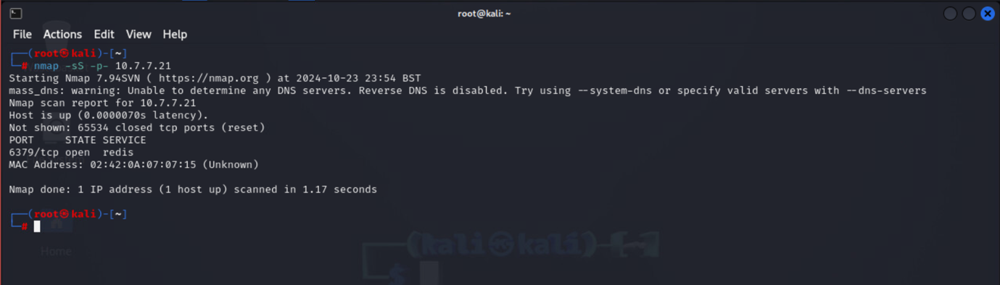 root@kali: ~
File Actions Edit View Help
┌──(root㉿kali)-[~]
└─# nmap -sS -p- 10.7.7.21
Starting Nmap 7.94SVN ( https://nmap.org ) at 2024-10-23 23:54 BST
mass_dns: warning: Unable to determine any DNS servers. Reverse DNS is disabled. Try using --system-dns or specify valid servers with --dns-servers
Nmap scan report for 10.7.7.21
Host is up (0.0000070s latency).
Not shown: 65534 closed tcp ports (reset)
PORT     STATE SERVICE
6379/tcp open  redis
MAC Address: 02:42:0A:07:07:15 (Unknown)
Nmap done: 1 IP address (1 host up) scanned in 1.17 seconds
┌──(root㉿kali)-[~]
└─#
Home
┌──(kali㉿kali)-[~]
└─$